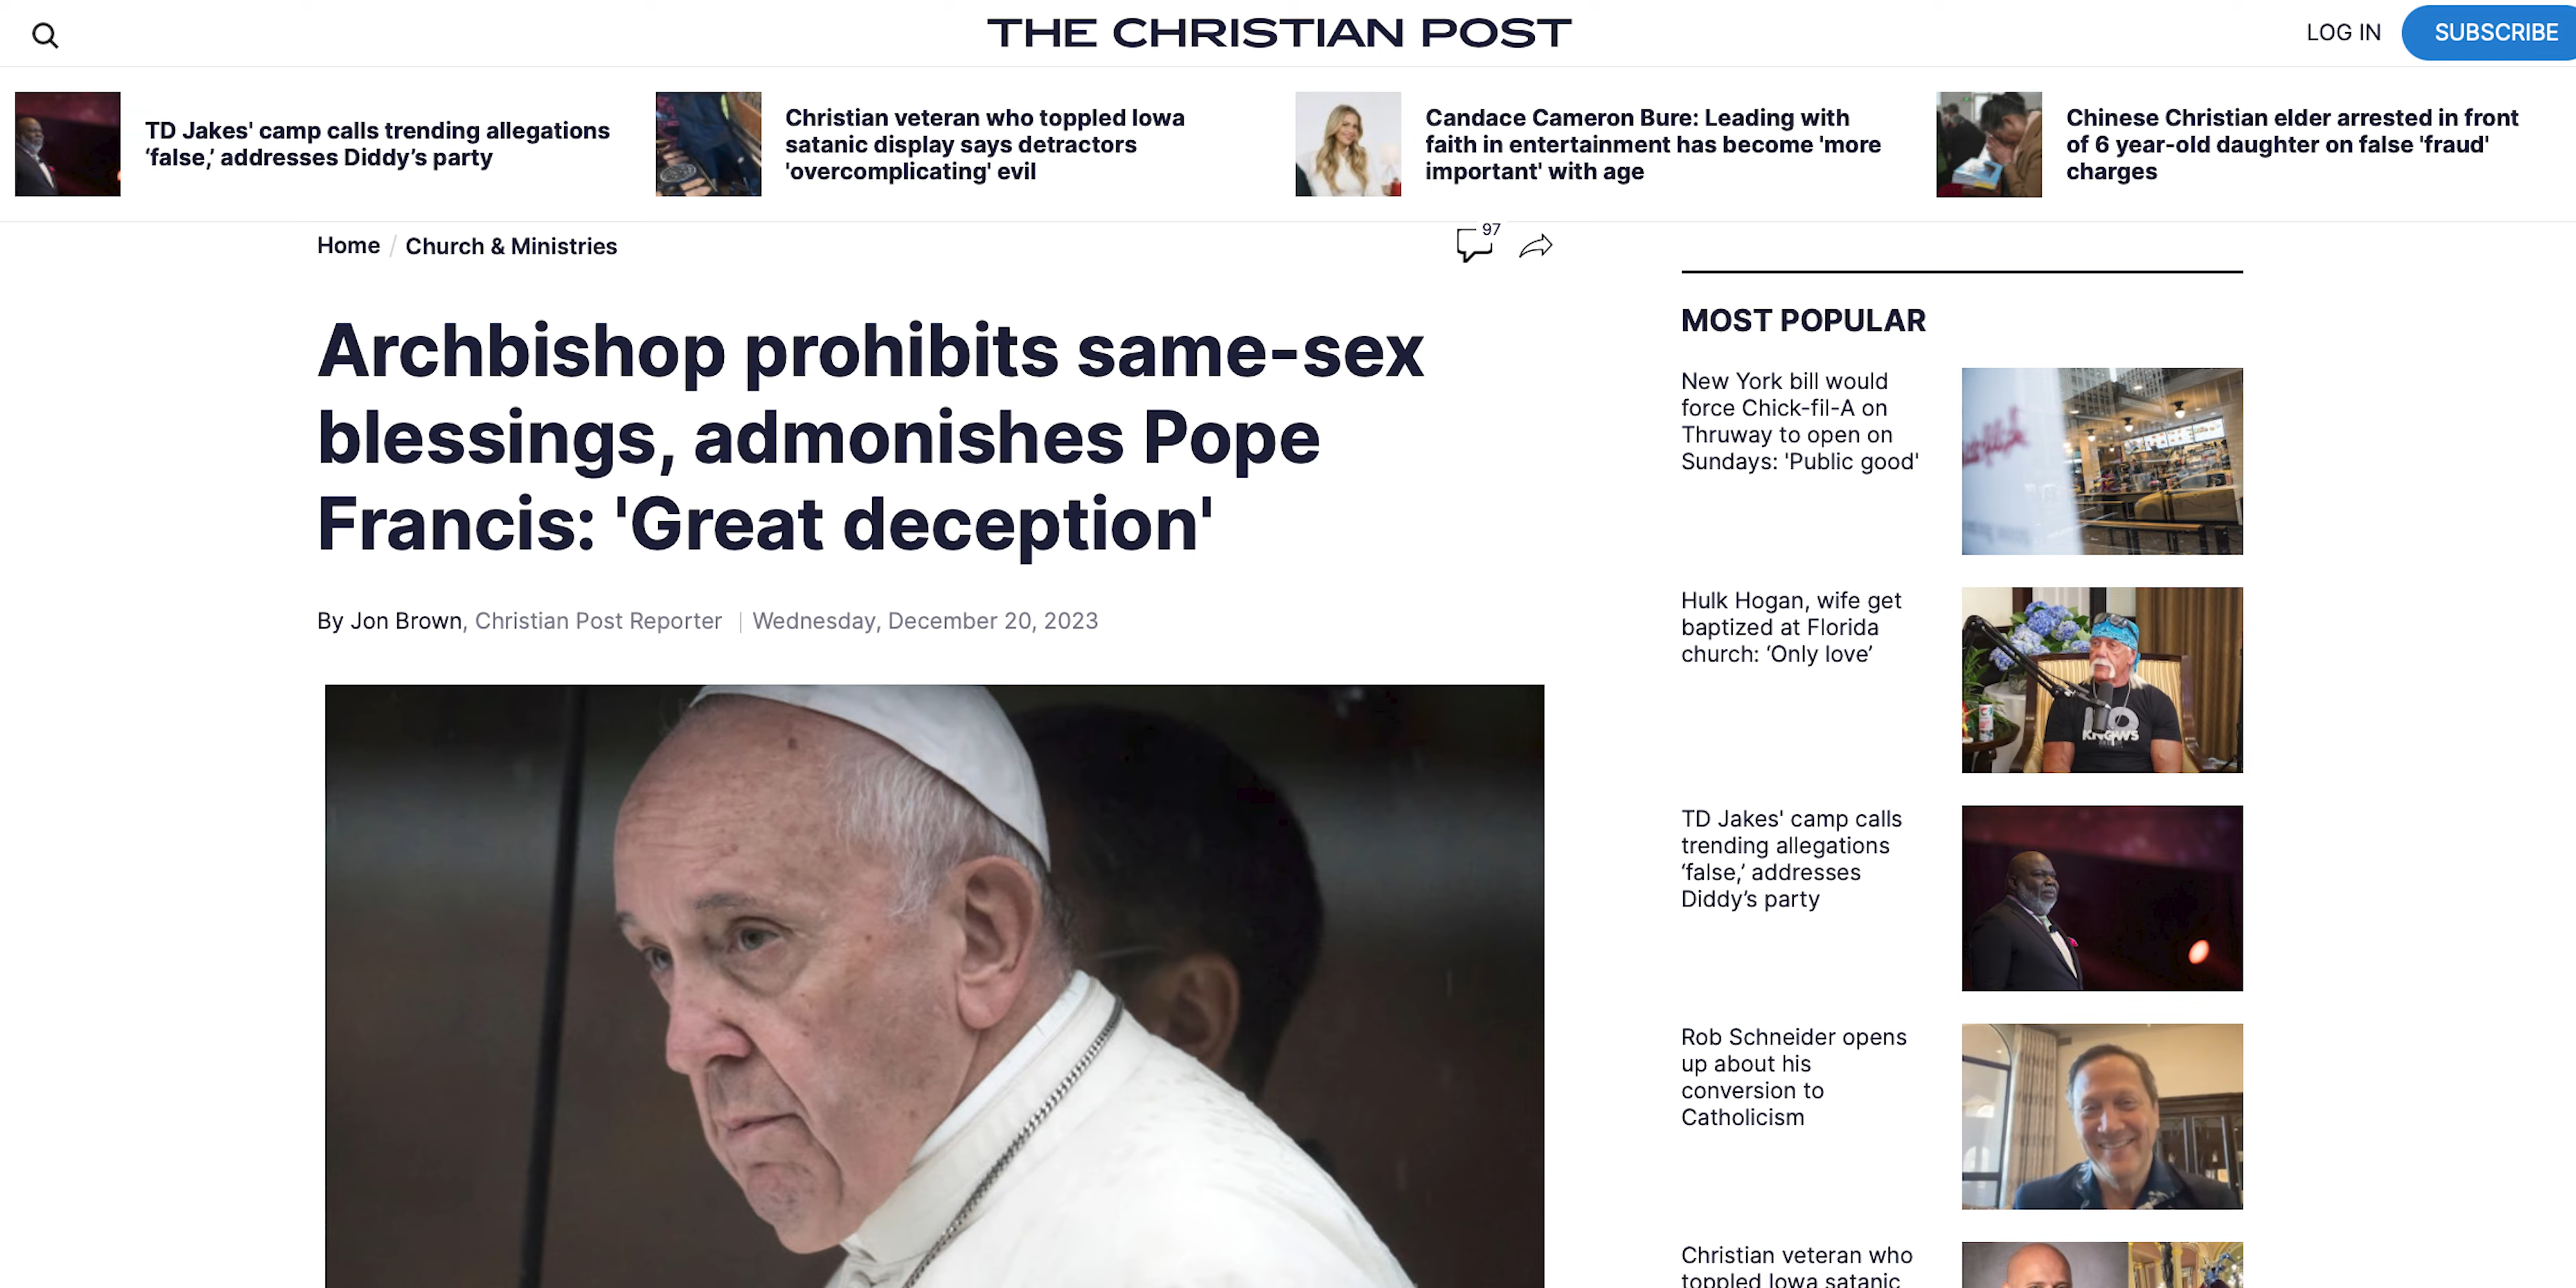 THE CHRISTIAN POST
LOG IN
SUBSCRIBE
TD Jakes' camp calls trending allegations
‘false,’ addresses Diddy’s party
Christian veteran who toppled Iowa
satanic display says detractors
'overcomplicating' evil
Candace Cameron Bure: Leading with
faith in entertainment has become 'more
important' with age
Chinese Christian elder arrested in front
of 6 year-old daughter on false 'fraud'
charges
Home / Church & Ministries
97
Archbishop prohibits same-sex
blessings, admonishes Pope
Francis: 'Great deception'
By Jon Brown, Christian Post Reporter | Wednesday, December 20, 2023
MOST POPULAR
New York bill would
force Chick-fil-A on
Thruway to open on
Sundays: 'Public good'
Hulk Hogan, wife get
baptized at Florida
church: ‘Only love’
KNOWS
TD Jakes' camp calls
trending allegations
‘false,’ addresses
Diddy’s party
Rob Schneider opens
up about his
conversion to
Catholicism
Christian veteran who
toppled Iowa satanic